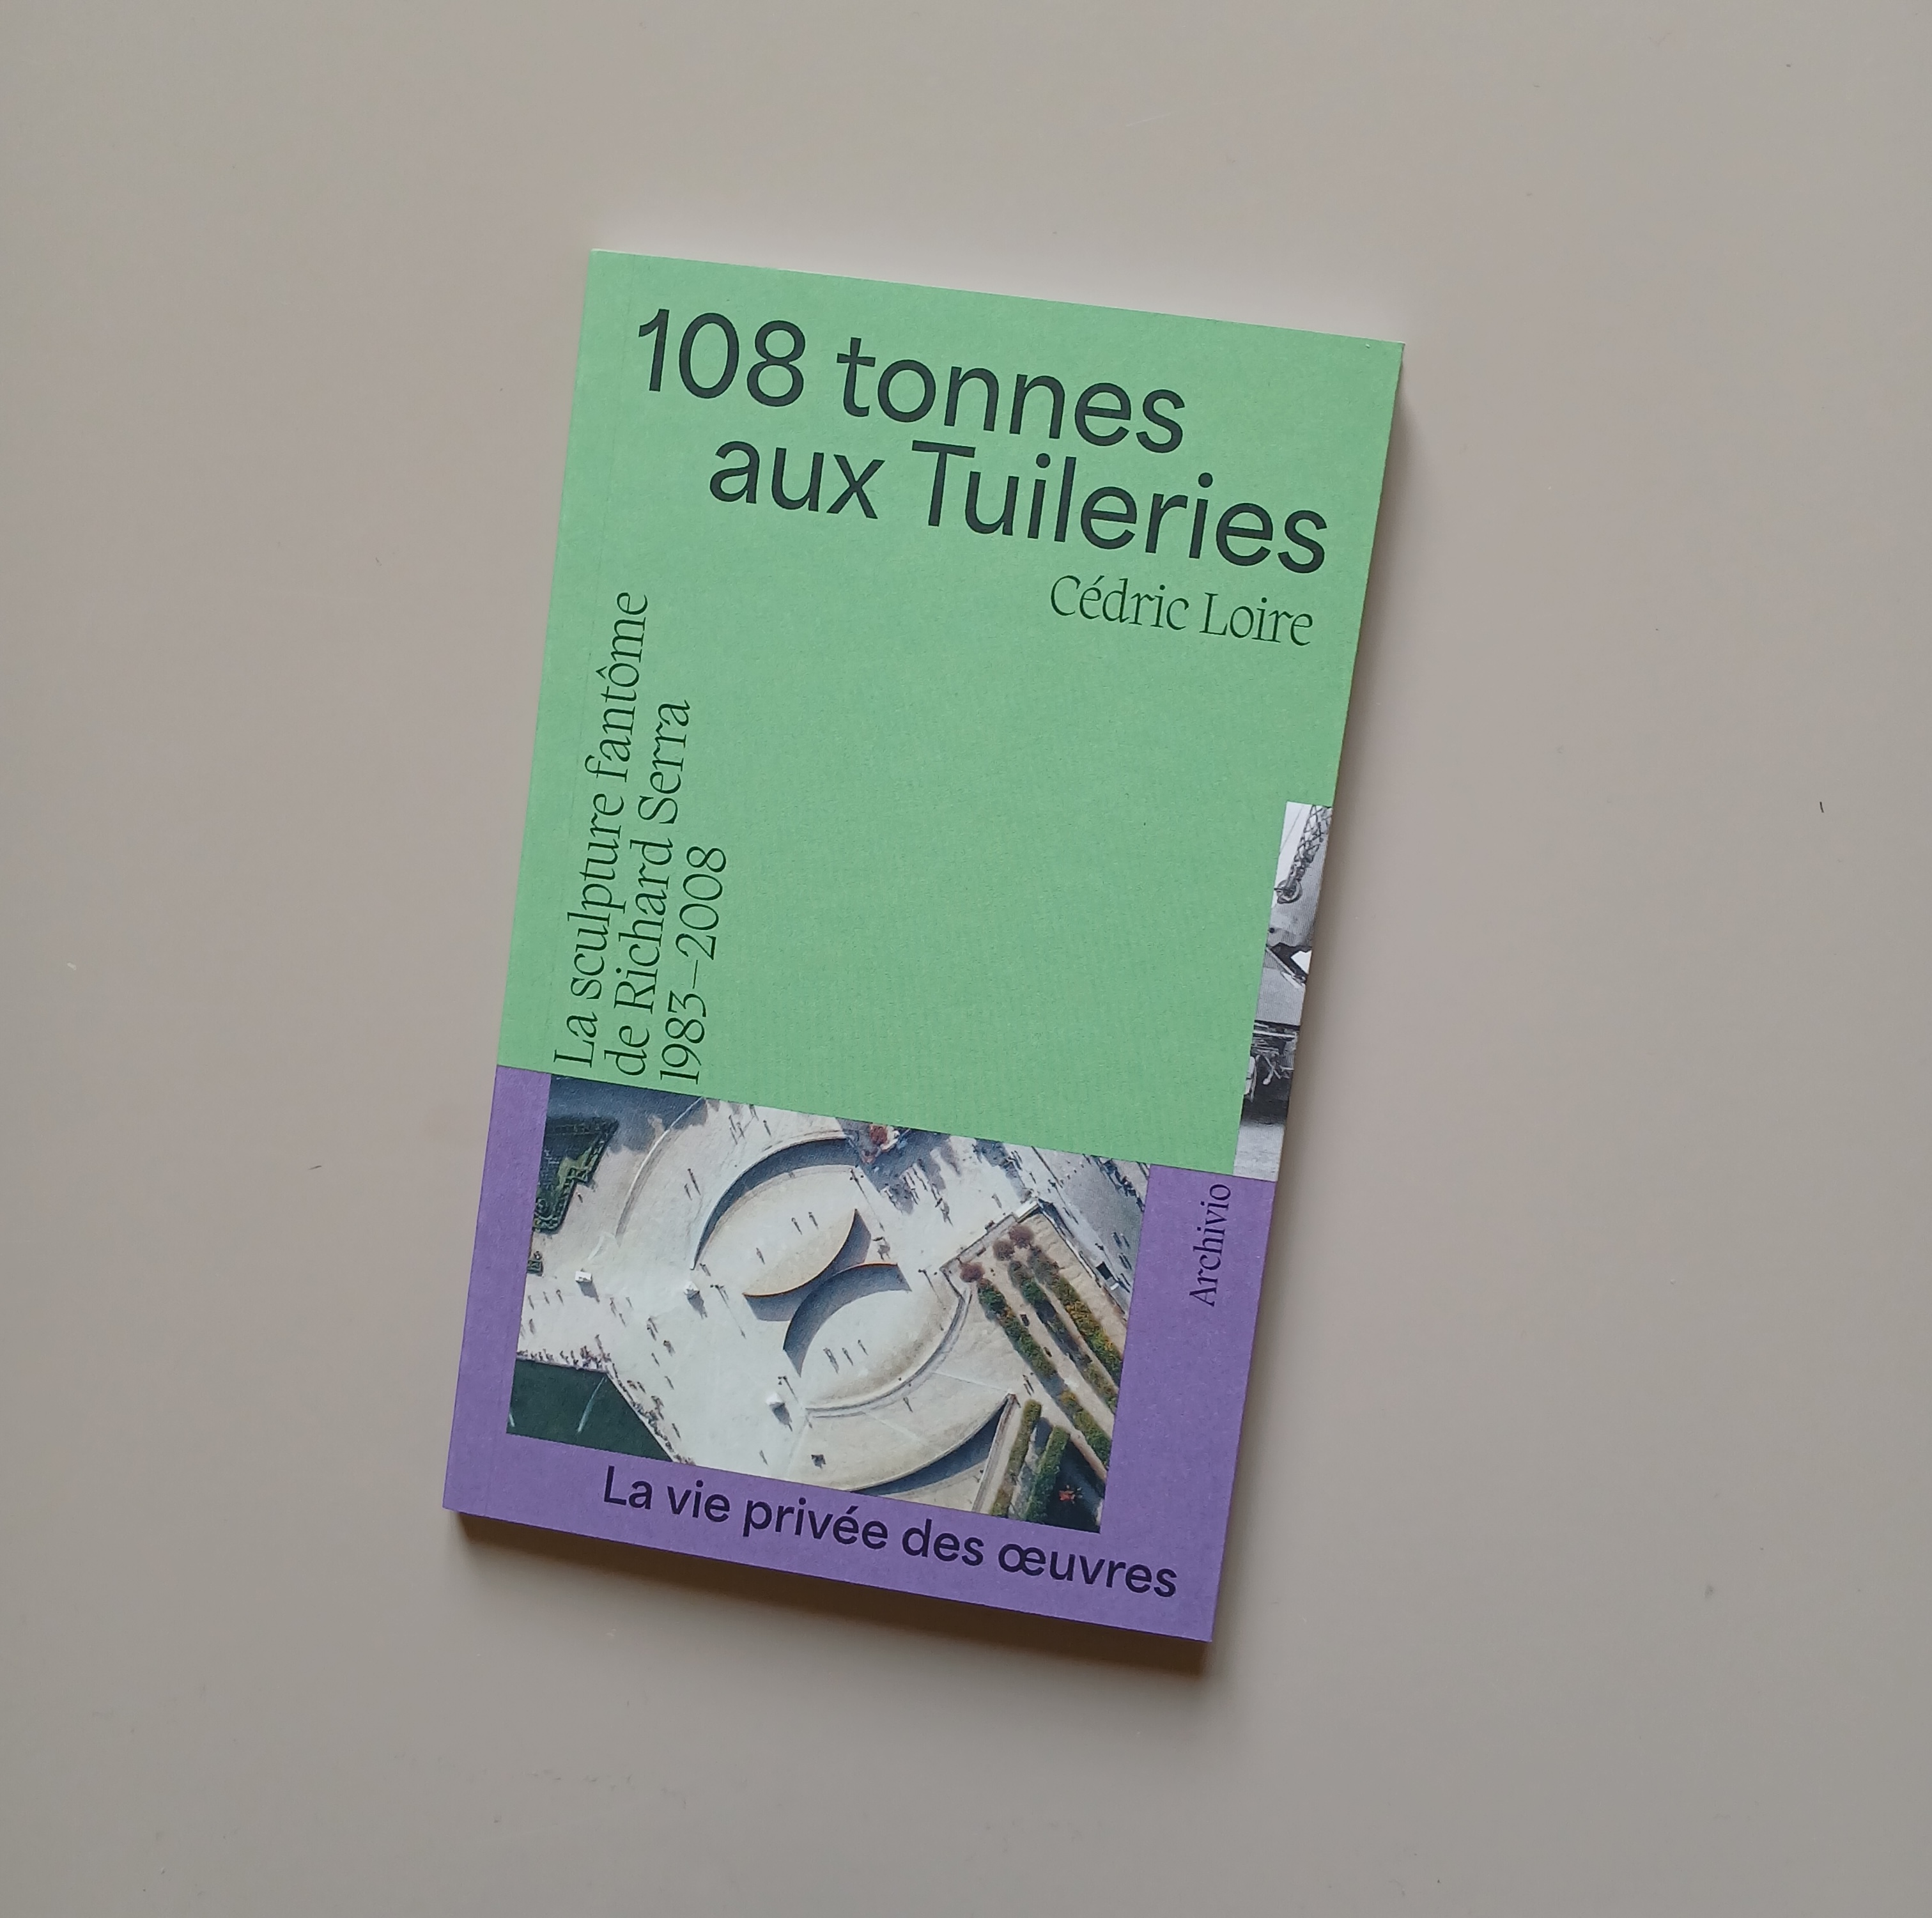 108 tonnes
aux Tuileries
Cédric Loire
La sculpture fantôme
de Richard Serra
1983–2008
Archivio
La vie privée des œuvres